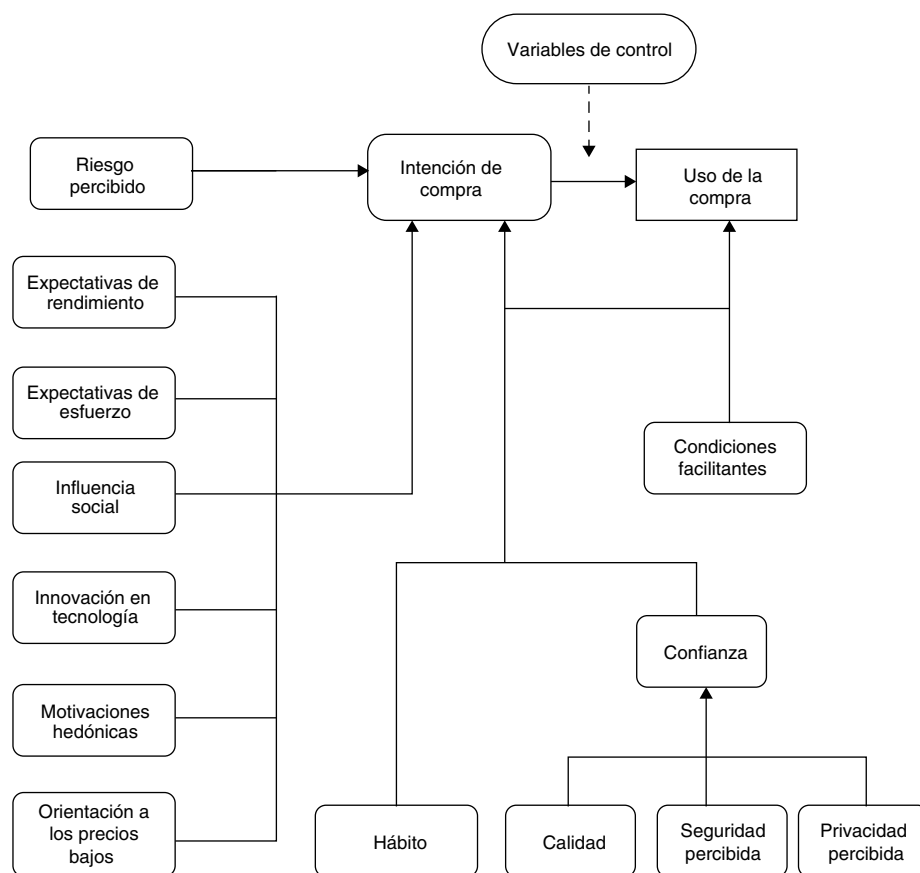 Variables de control
Riesgo
percibido
Intención de
compra
Uso de la
compra
Expectativas de
rendimiento
Expectativas de
esfuerzo
Influencia
social
Innovación en
tecnología
Motivaciones
hedónicas
Orientación a
los precios
bajos
Condiciones
facilitantes
Confianza
Hábito
Calidad
Seguridad
percibida
Privacidad
percibida